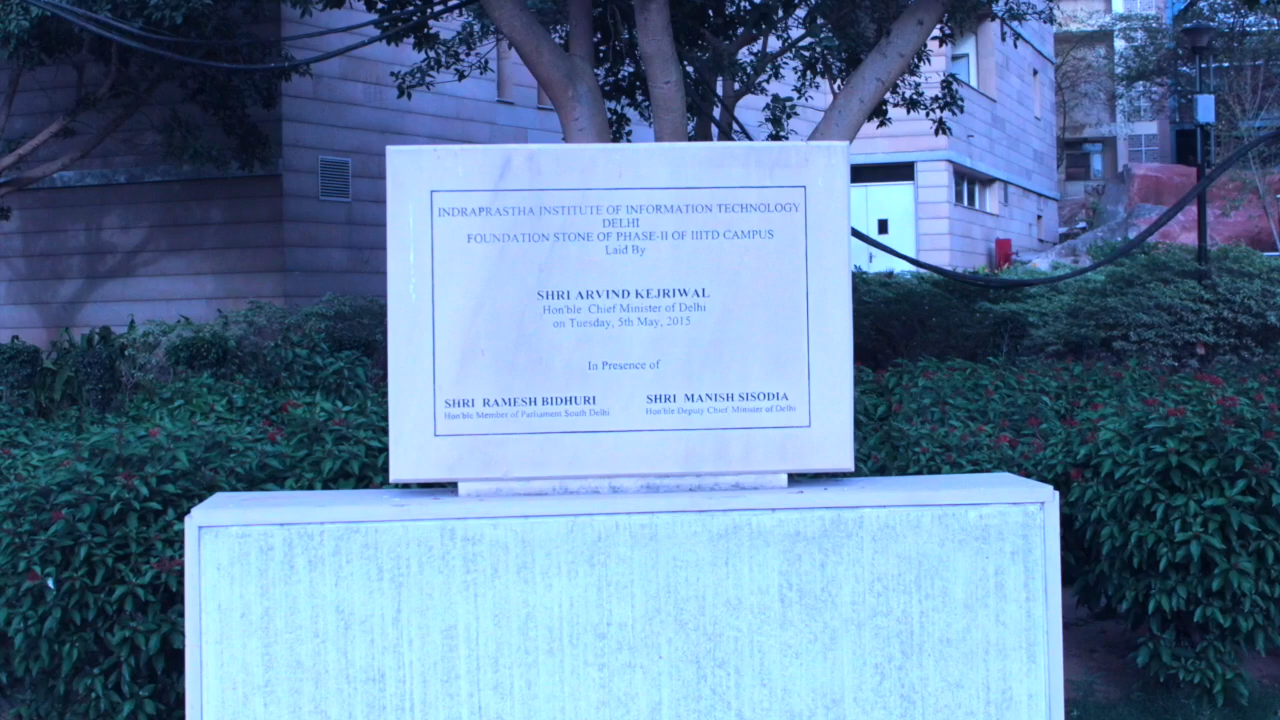 INDRAPRASTHA INSTITUTE OF INFORMATION TECHNOLOGY
DELHI
FOUNDATION STONE OF PHASE-II OF IIITD CAMPUS
Laid By
SHRI ARVIND KEJRIWAL
Hon'ble Chief Minister of Delhi
on Tuesday, 5th May, 2015
In Presence of
SHRI RAMESH BIDHURI
Hon'ble Member of Parliament South Delhi
SHRI MANISH SISODIA
Hon'ble Deputy Chief Minister of Delhi